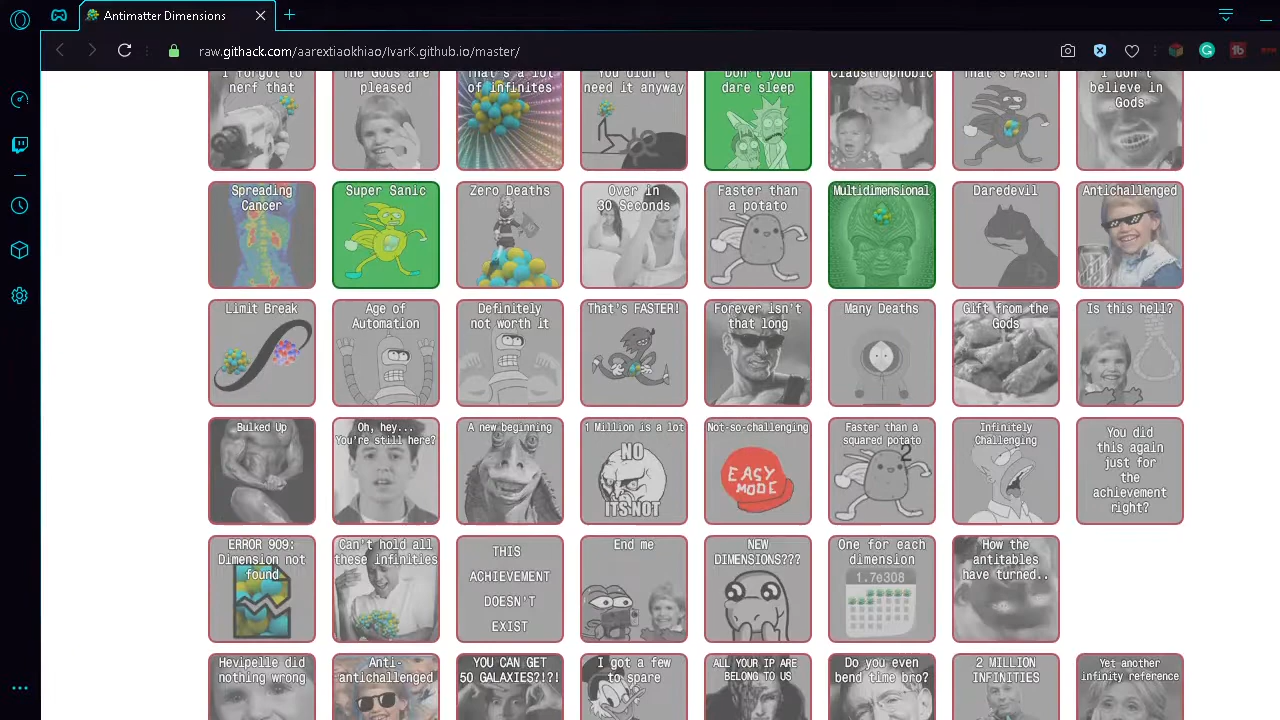 Antimatter Dimensions
raw.githack.com/aarextiaokhiao/IvarK.github.io/master/
I forgot to
nerf that
The Gods are
pleased
That's a lot
of infinites
You didn't
need it anyway
Don't you
dare sleep
Claustrophobic
That's FAST!
I don't
believe in
Gods
Spreading
Cancer
Super Sanic
Zero Deaths
Over in
30 Seconds
Faster than
a potato
Multidimensional
Daredevil
Antichallenged
Limit Break
Age of
Automation
Definitely
not worth it
That's FASTER!
Forever isn't
that long
Many Deaths
Gift from the
Gods
Is this hell?
Bulked Up
Oh, hey...
You're still here?
A new beginning
1 Million is a lot
NO
ITS NOT
Not-so-challenging
EASY
MODE
Faster than a
squared potato
2
Infinitely
Challenging
You did
this again
just for
the
achievement
right?
ERROR 909:
Dimension not
found
Can't hold all
these infinities
THIS
ACHIEVEMENT
DOESN'T
EXIST
End me
NEW
DIMENSIONS???
One for each
dimension
1.7e308
How the
antitables
have turned..
Hevipelle did
nothing wrong
Anti-
antichallenged
YOU CAN GET
50 GALAXIES?!?!
I got a few
to spare
ALL YOUR IP ARE
BELONG TO US
Do you even
bend time bro?
2 MILLION
INFINITIES
Yet another
infinity reference